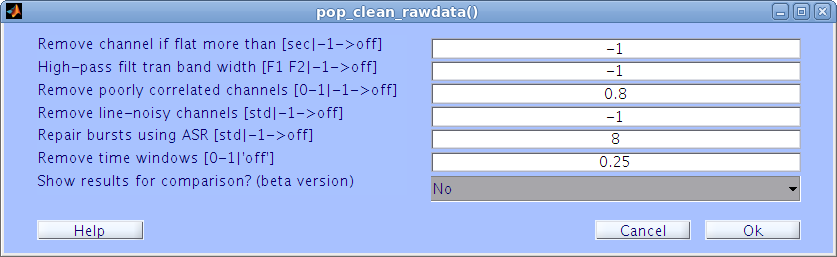 pop_clean_rawdata()
Remove channel if flat more than [sec|-1->off] -1
High-pass filt tran band width [F1 F2|-1->off] -1
Remove poorly correlated channels [0-1|-1->off] 0.8
Remove line-noisy channels [std|-1->off] -1
Repair bursts using ASR [std|-1->off] 8
Remove time windows [0-1|'off'] 0.25
Show results for comparison? (beta version) No
Help Cancel Ok